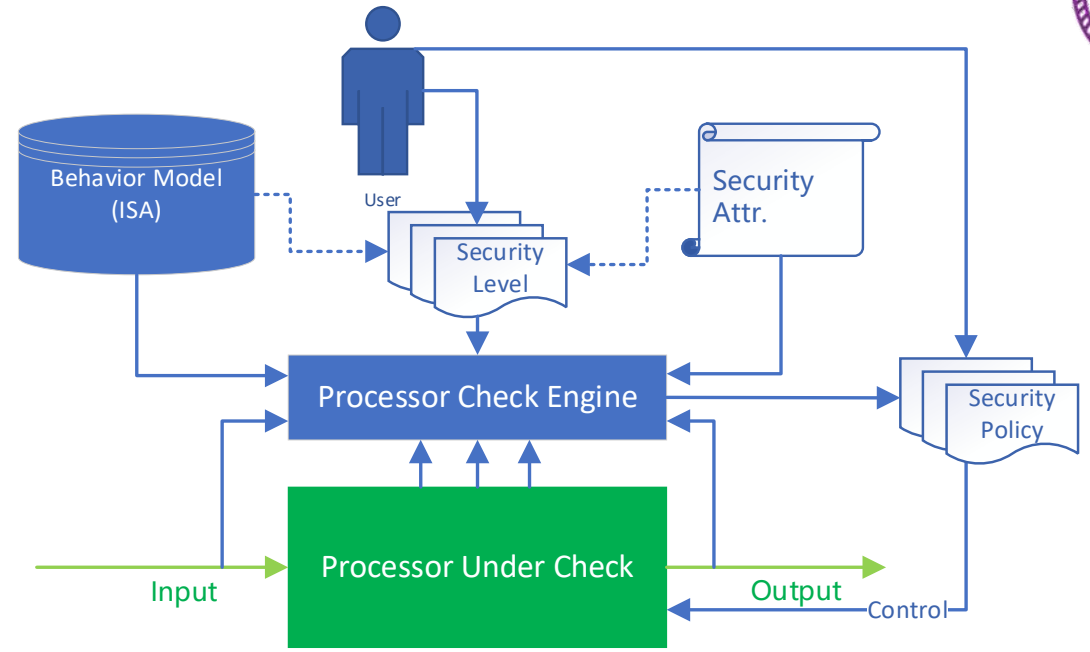 Behavior Model
(ISA)
User
Security
Level
Security
Attr.
Processor Check Engine
Security
Policy
Processor Under Check
Input
Output
Control